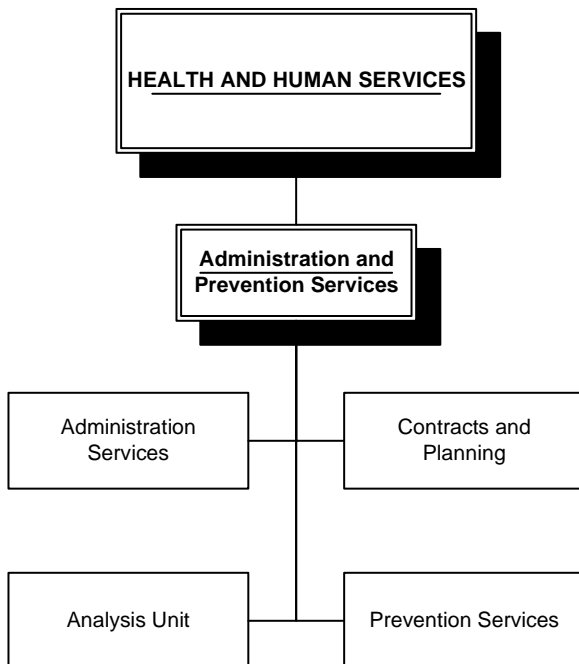 HEALTH AND HUMAN SERVICES
Administration and
Prevention Services
Administration
Services
Contracts and
Planning
Analysis Unit
Prevention Services